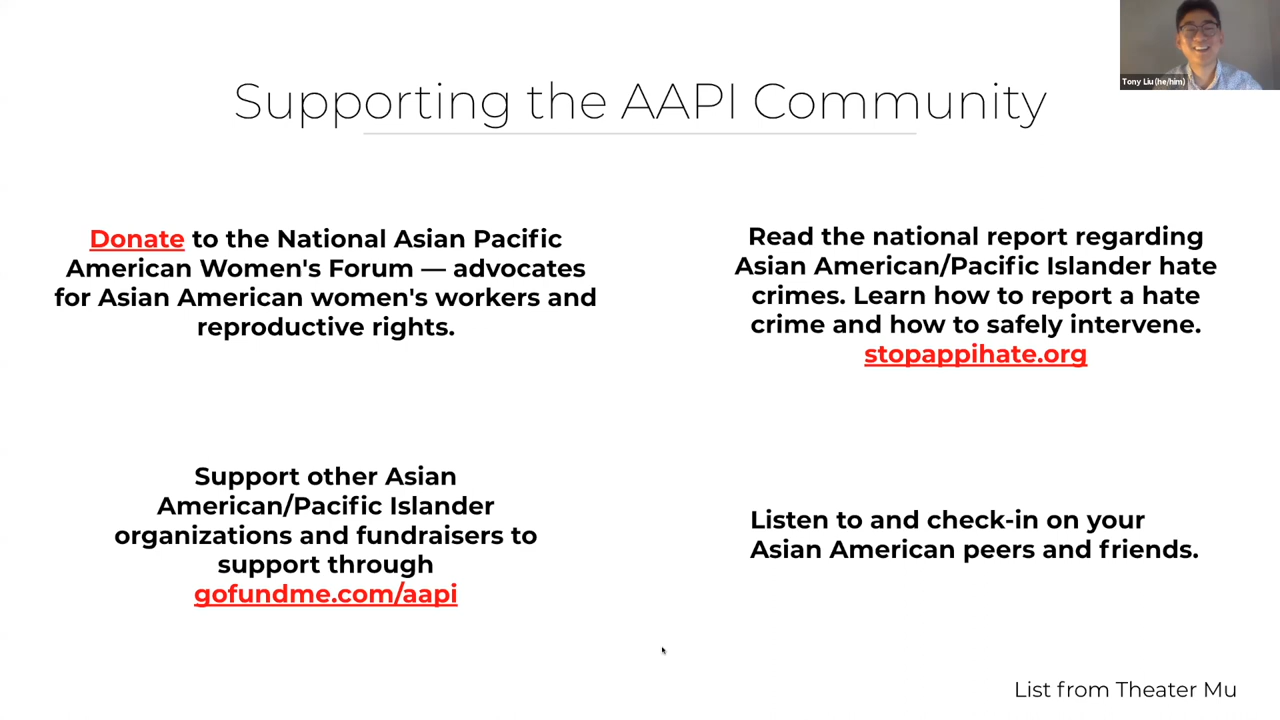 Tony Liu (he/him)
Supporting the AAPI Community
Donate to the National Asian Pacific
American Women's Forum — advocates
for Asian American women's workers and
reproductive rights.
Read the national report regarding
Asian American/Pacific Islander hate
crimes. Learn how to report a hate
crime and how to safely intervene.
stopappihate.org
Support other Asian
American/Pacific Islander
organizations and fundraisers to
support through
gofundme.com/aapi
Listen to and check-in on your
Asian American peers and friends.
List from Theater Mu